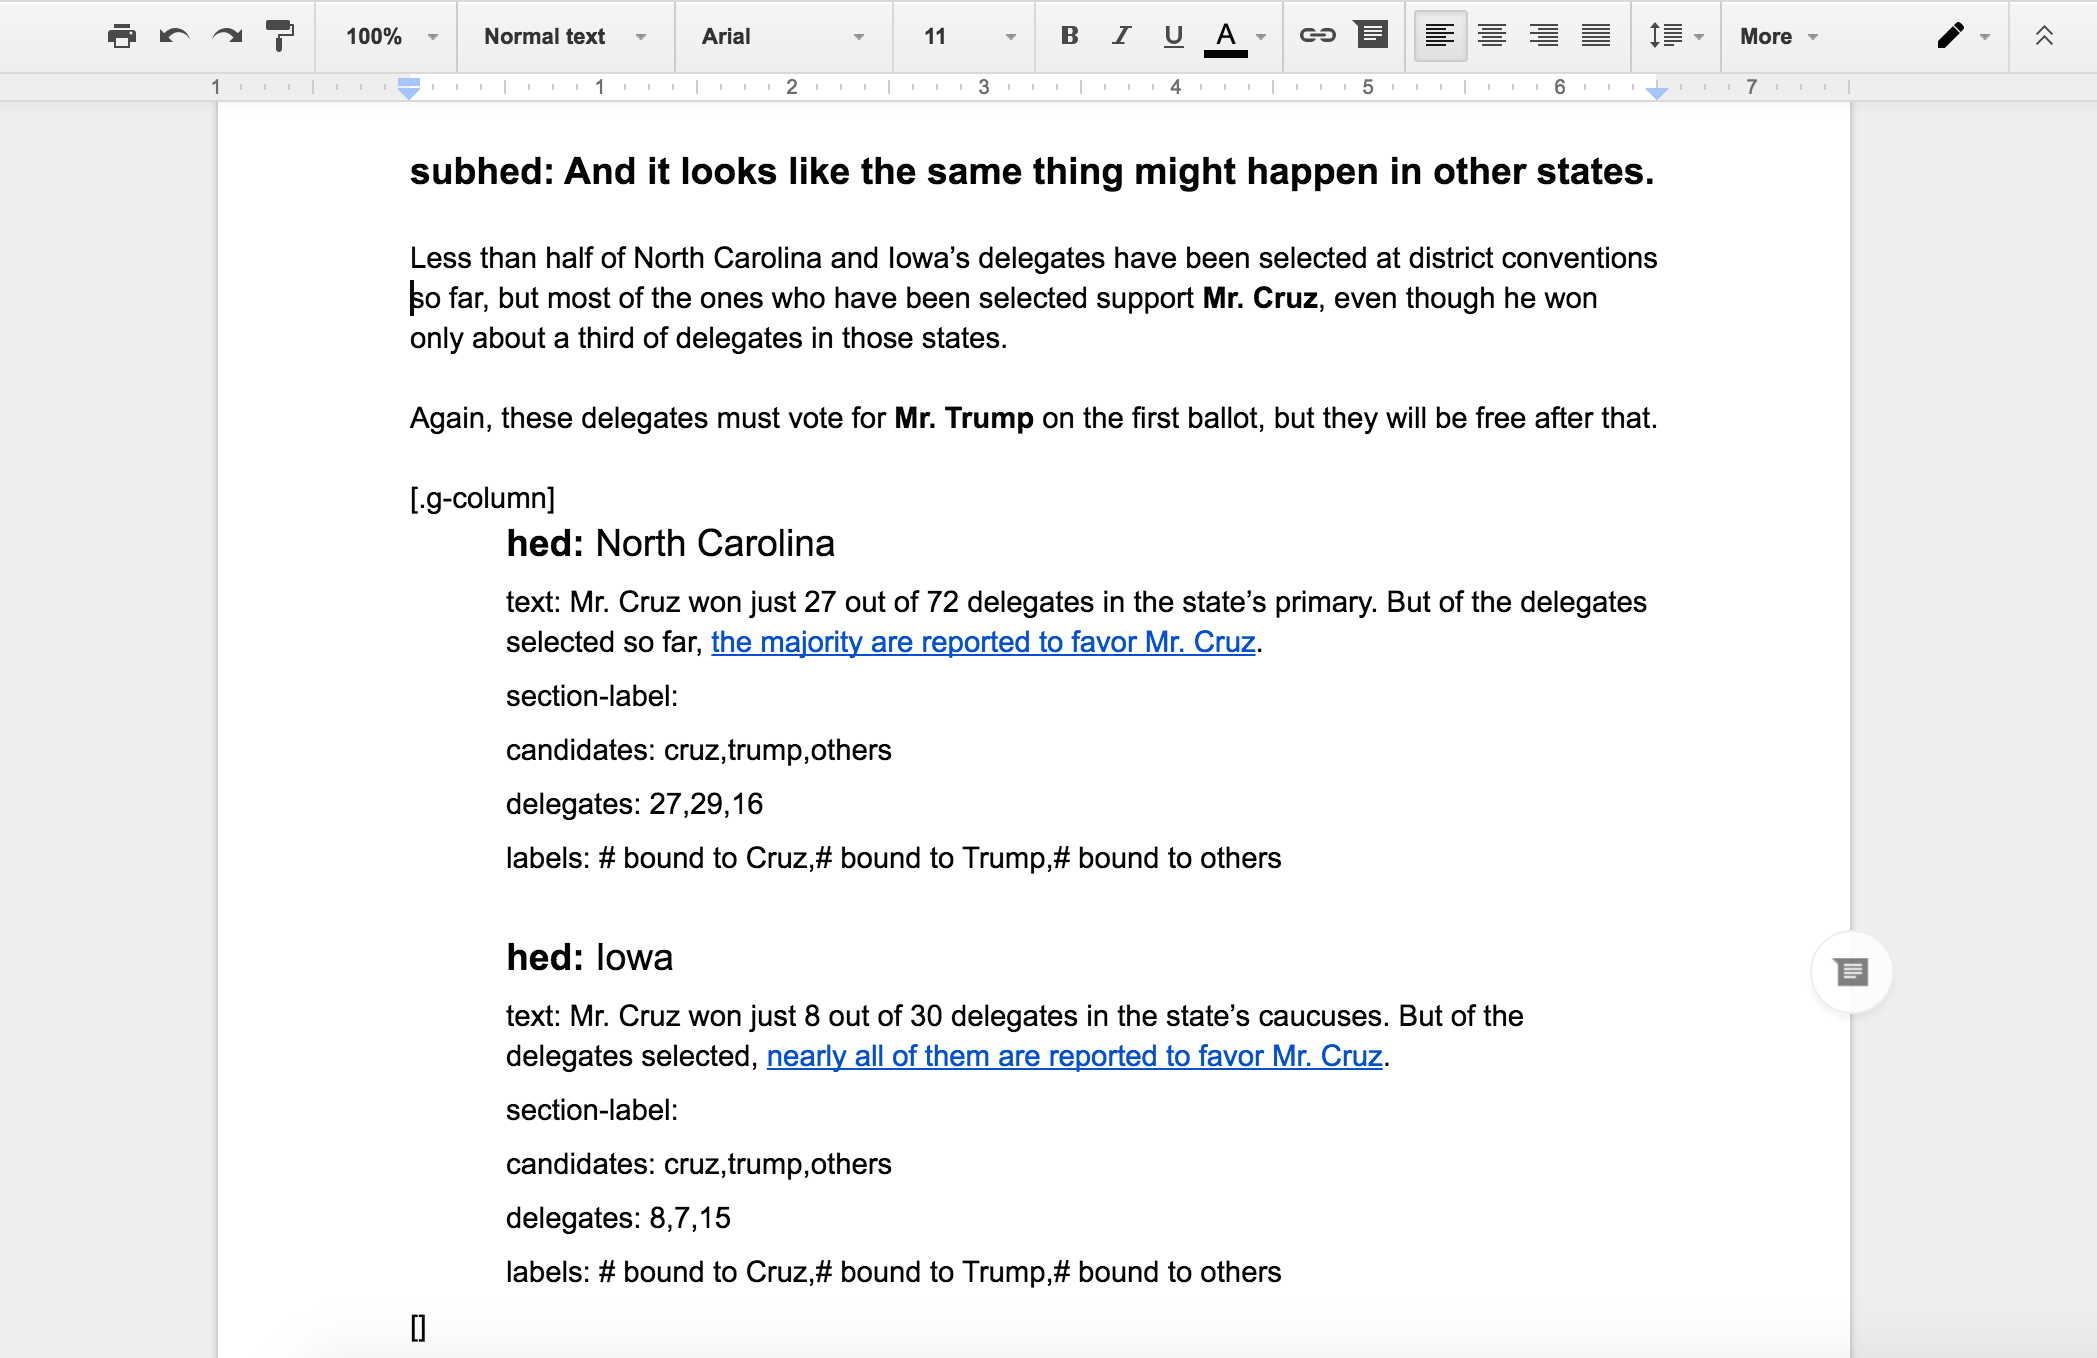 100% Normal text Arial 11 B I U A More
1 1 2 3 4 5 6 7
subhed: And it looks like the same thing might happen in other states.
Less than half of North Carolina and Iowa’s delegates have been selected at district conventions
so far, but most of the ones who have been selected support Mr. Cruz, even though he won
only about a third of delegates in those states.
Again, these delegates must vote for Mr. Trump on the first ballot, but they will be free after that.
[.g-column]
hed: North Carolina
text: Mr. Cruz won just 27 out of 72 delegates in the state’s primary. But of the delegates
selected so far, the majority are reported to favor Mr. Cruz.
section-label:
candidates: cruz,trump,others
delegates: 27,29,16
labels: # bound to Cruz,# bound to Trump,# bound to others
hed: Iowa
text: Mr. Cruz won just 8 out of 30 delegates in the state’s caucuses. But of the
delegates selected, nearly all of them are reported to favor Mr. Cruz.
section-label:
candidates: cruz,trump,others
delegates: 8,7,15
labels: # bound to Cruz,# bound to Trump,# bound to others
[]